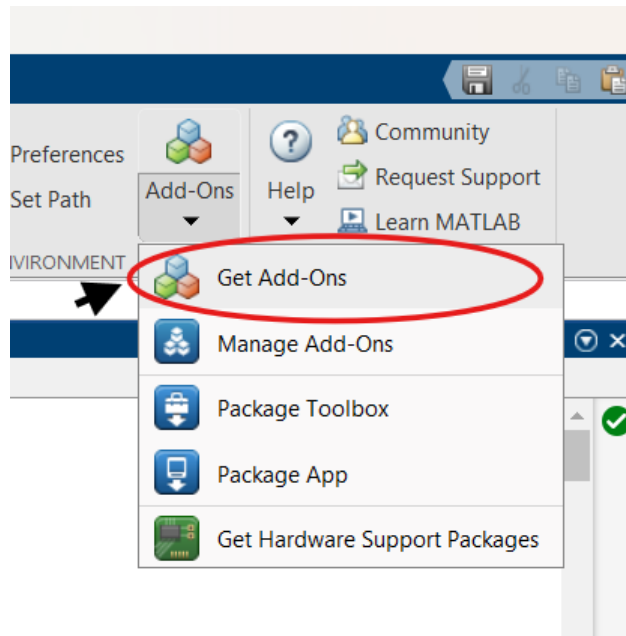 Preferences
Set Path
Add-Ons
Help
Community
Request Support
Learn MATLAB
Get Add-Ons
Manage Add-Ons
Package Toolbox
Package App
Get Hardware Support Packages